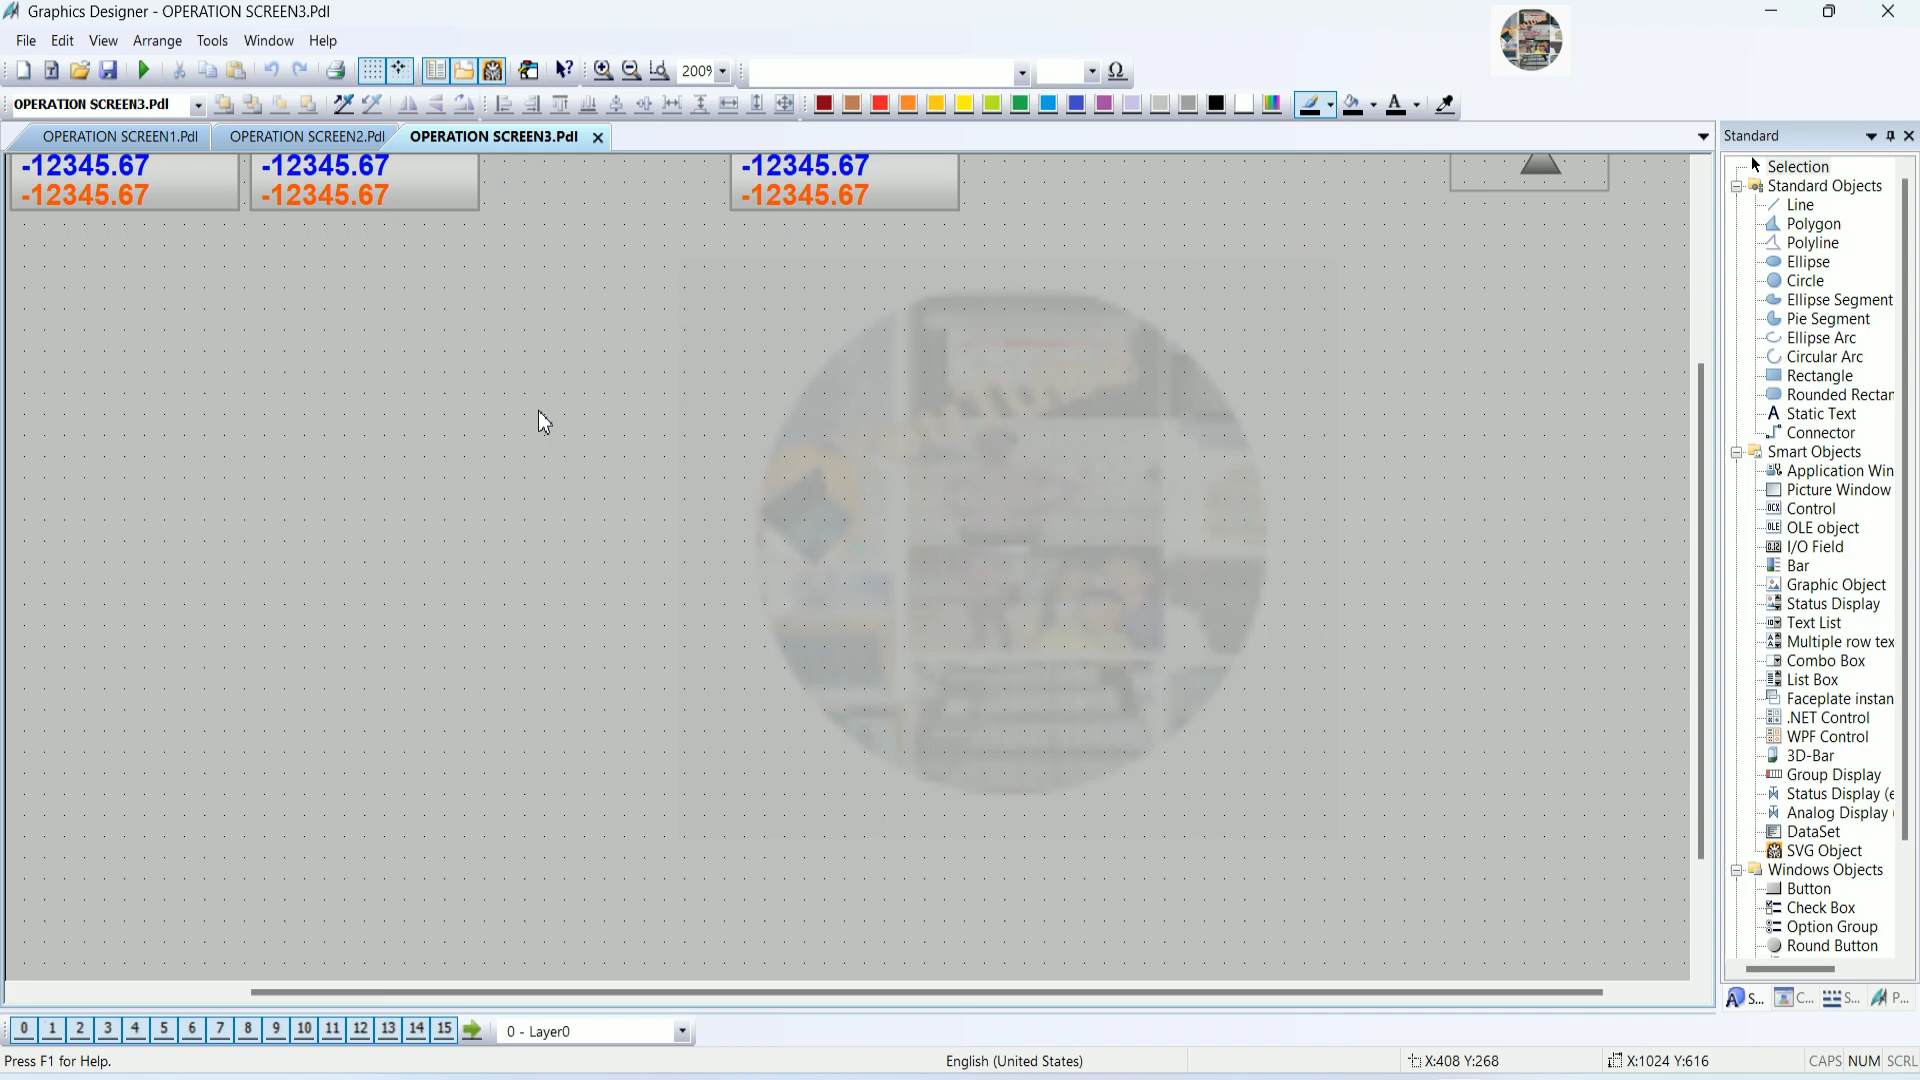 Graphics Designer - OPERATION SCREEN3.Pdl
File Edit View Arrange Tools Window Help
200%
OPERATION SCREEN3.Pdl
OPERATION SCREEN1.Pdl OPERATION SCREEN2.Pdl OPERATION SCREEN3.Pdl
-12345.67 -12345.67 -12345.67
-12345.67 -12345.67 -12345.67
Standard
Selection
Standard Objects
Line
Polygon
Polyline
Ellipse
Circle
Ellipse Segment
Pie Segment
Ellipse Arc
Circular Arc
Rectangle
Rounded Rectan
Static Text
Connector
Smart Objects
Application Win
Picture Window
Control
OLE object
I/O Field
Bar
Graphic Object
Status Display
Text List
Multiple row tex
Combo Box
List Box
Faceplate instan
.NET Control
WPF Control
3D-Bar
Group Display
Status Display (e
Analog Display (
DataSet
SVG Object
Windows Objects
Button
Check Box
Option Group
Round Button
S... C... S... P...
0 1 2 3 4 5 6 7 8 9 10 11 12 13 14 15 0 - Layer0
Press F1 for Help. English (United States) X:408 Y:268 X:1024 Y:616 CAPS NUM SCRL